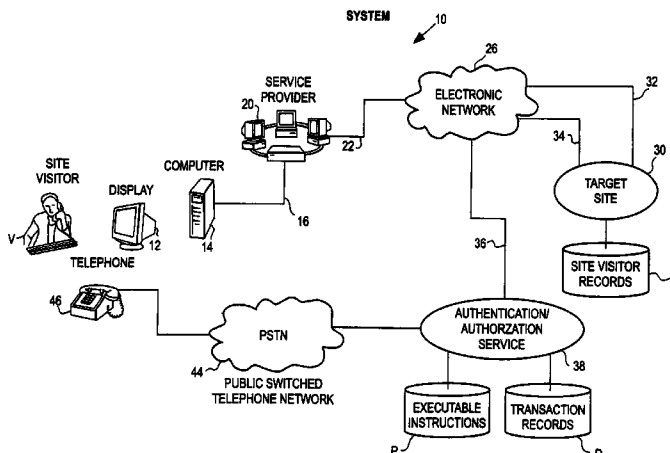 SYSTEM
10
26
SERVICE
PROVIDER
20
ELECTRONIC
NETWORK
32
34
22
SITE
VISITOR
DISPLAY
COMPUTER
30
TARGET
SITE
V
12
14
16
36
TELEPHONE
SITE VISITOR
RECORDS
46
PSTN
AUTHENTICATION/
AUTHORZATION
SERVICE
44
PUBLIC SWITCHED
TELEPHONE NETWORK
38
EXECUTABLE
INSTRUCTIONS
TRANSACTION
RECORDS
P